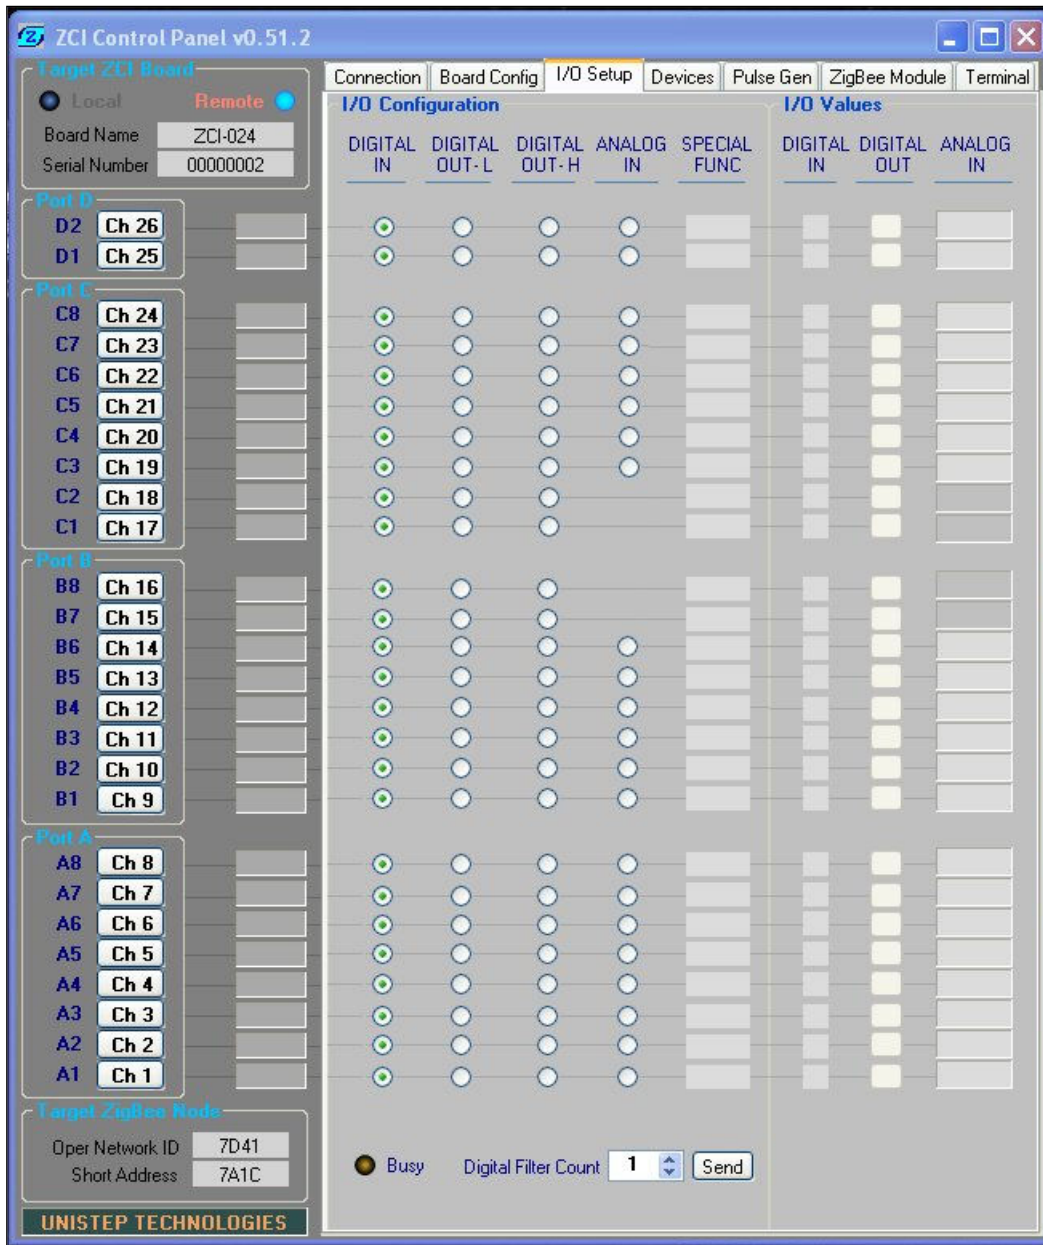 ZCI Control Panel v0.51.2
Target ZCI Board
Local Remote
Board Name ZCI-024
Serial Number 00000002
Connection Board Config I/O Setup Devices Pulse Gen ZigBee Module Terminal
I/O Configuration I/O Values
DIGITAL IN DIGITAL OUT-L DIGITAL OUT-H ANALOG IN SPECIAL FUNC DIGITAL IN DIGITAL OUT ANALOG IN
Port D
D2 Ch 26
D1 Ch 25
Port C
C8 Ch 24
C7 Ch 23
C6 Ch 22
C5 Ch 21
C4 Ch 20
C3 Ch 19
C2 Ch 18
C1 Ch 17
Port B
B8 Ch 16
B7 Ch 15
B6 Ch 14
B5 Ch 13
B4 Ch 12
B3 Ch 11
B2 Ch 10
B1 Ch 9
Port A
A8 Ch 8
A7 Ch 7
A6 Ch 6
A5 Ch 5
A4 Ch 4
A3 Ch 3
A2 Ch 2
A1 Ch 1
Target ZigBee Node
Oper Network ID 7D41
Short Address 7A1C
Busy Digital Filter Count 1 Send
UNISTEP TECHNOLOGIES